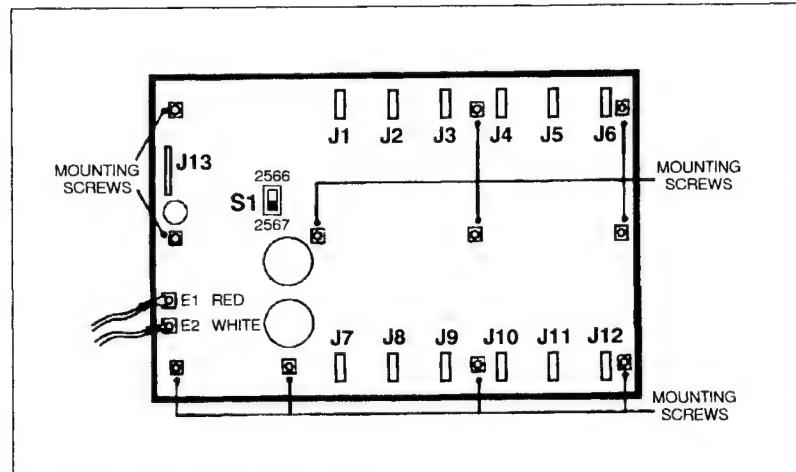 J1 J2 J3 J4 J5 J6
J13
MOUNTING
SCREWS
2566
S1
2567
MOUNTING
SCREWS
E1 RED
E2 WHITE
J7 J8 J9 J10 J11 J12
MOUNTING
SCREWS